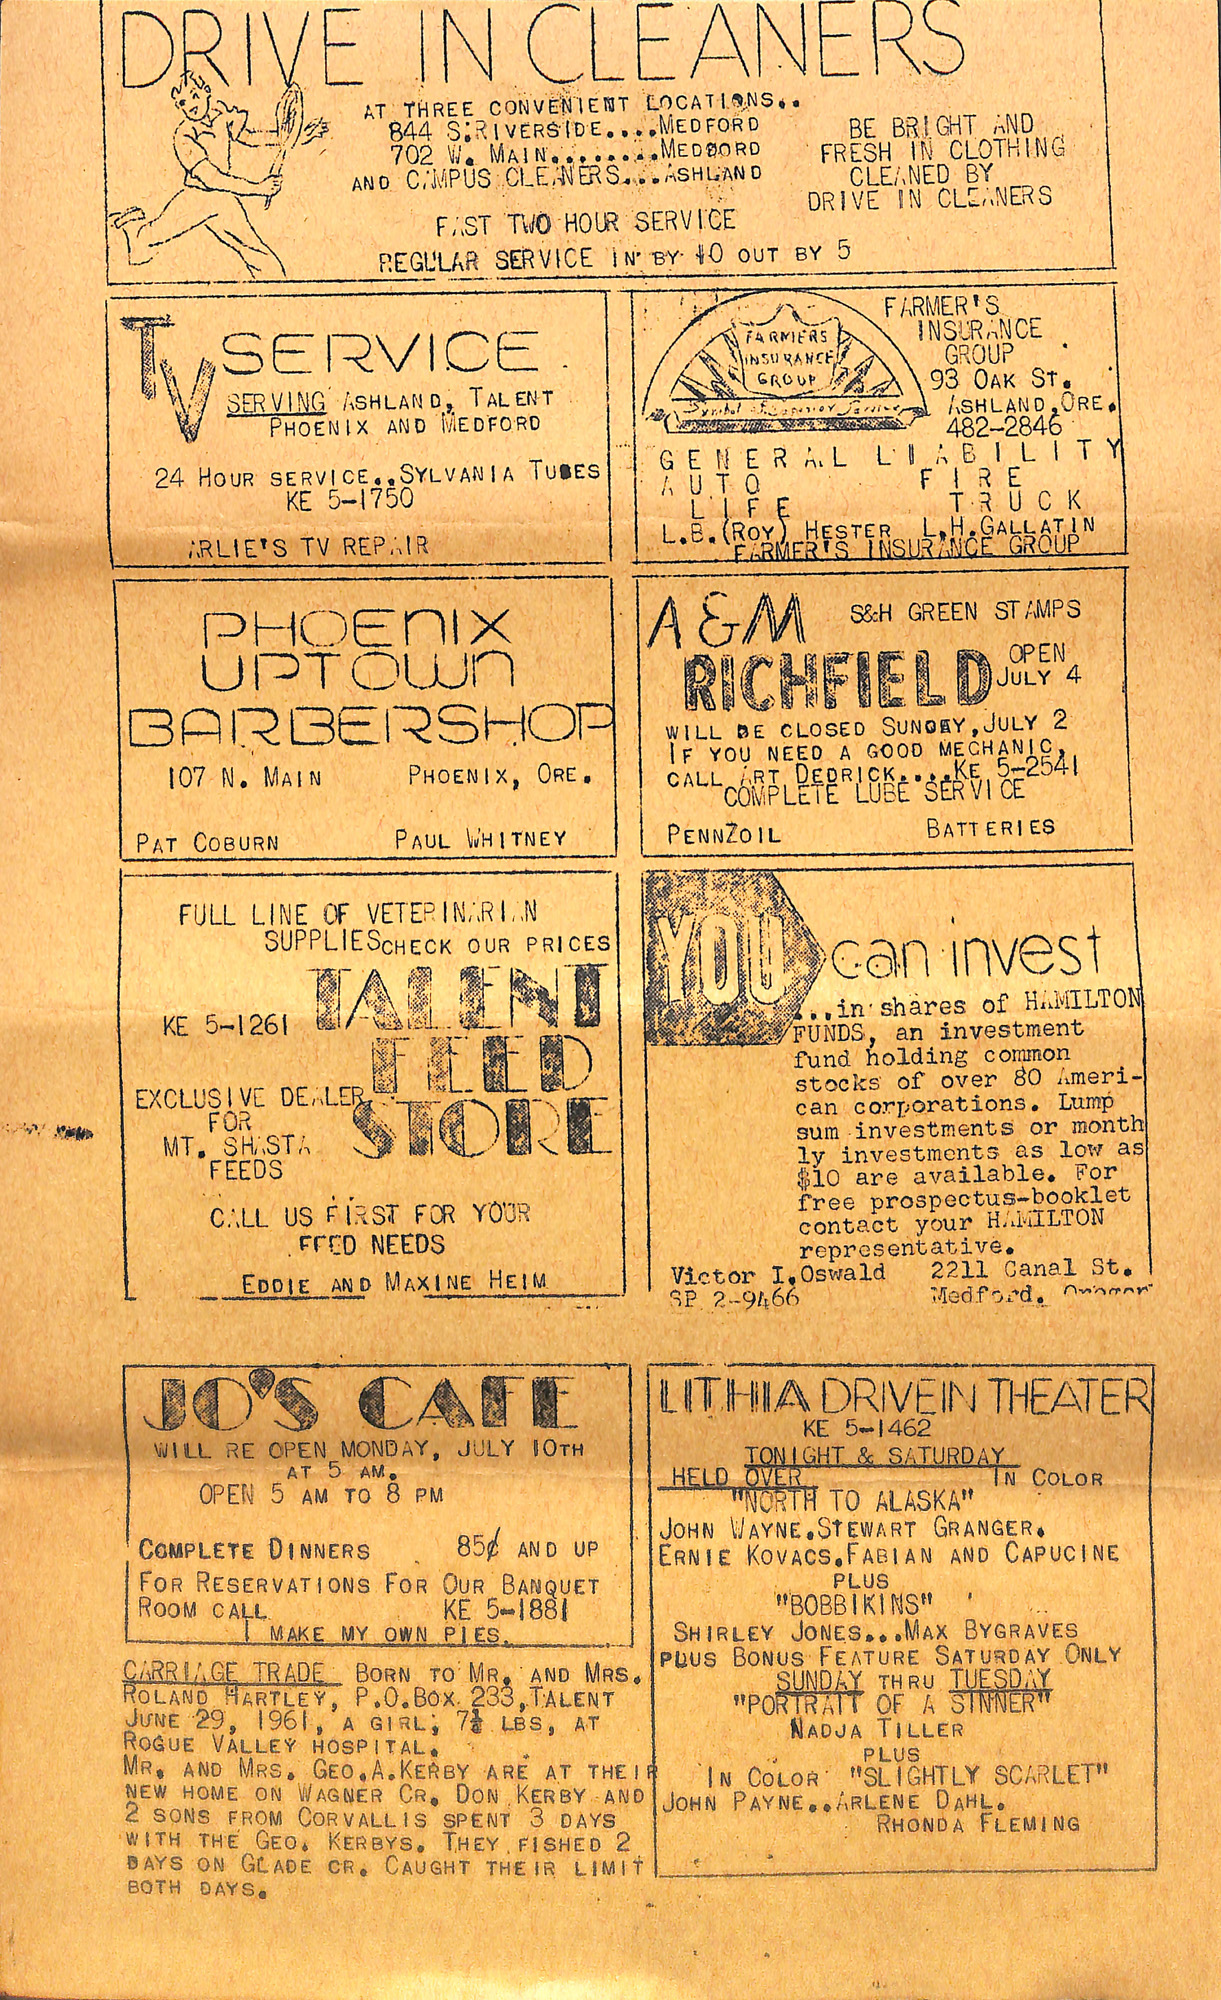 DRIVE IN CLEANERS
AT THREE CONVENIENT LOCATIONS..
844 S.RIVERSIDE....MEDFORD
702 W. MAIN........MEDFORD
AND CAMPUS CLEANERS...ASHLAND
FAST TWO HOUR SERVICE
REGULAR SERVICE IN BY 10 OUT BY 5
BE BRIGHT AND
FRESH IN CLOTHING
CLEANED BY
DRIVE IN CLEANERS
TV SERVICE
SERVING ASHLAND, TALENT
PHOENIX AND MEDFORD
24 HOUR SERVICE..SYLVANIA TUBES
KE 5-1750
ARLIE'S TV REPAIR
FARMERS
INSURANCE
GROUP
Symbol of Superior Service
FARMER'S
INSURANCE
GROUP
93 OAK ST.
ASHLAND,ORE.
482-2846
GENERAL LIABILITY
AUTO FIRE
LIFE TRUCK
L.B.(ROY) HESTER L.H.GALLATIN
FARMER'S INSURANCE GROUP
PHOENIX
UPTOWN
BARBERSHOP
107 N. MAIN PHOENIX, ORE.
PAT COBURN PAUL WHITNEY
A & M S&H GREEN STAMPS
RICHFIELD OPEN
JULY 4
WILL BE CLOSED SUNDAY,JULY 2
IF YOU NEED A GOOD MECHANIC,
CALL ART DEDRICK....KE 5-2541
COMPLETE LUBE SERVICE
PENNZOIL BATTERIES
FULL LINE OF VETERINARIAN
SUPPLIES CHECK OUR PRICES
TALENT
FEED
STORE
KE 5-1261
EXCLUSIVE DEALER
FOR
MT. SHASTA
FEEDS
CALL US FIRST FOR YOUR
FEED NEEDS
EDDIE AND MAXINE HEIM
YOU can invest
...in shares of HAMILTON
FUNDS, an investment
fund holding common
stocks of over 80 Ameri-
can corporations. Lump
sum investments or month
ly investments as low as
$10 are available. For
free prospectus-booklet
contact your HAMILTON
representative.
Victor I.Oswald 2211 Canal St.
SP 2-9466 Medford, Oregon
JO'S CAFE
WILL RE OPEN MONDAY, JULY 10TH
AT 5 AM.
OPEN 5 AM TO 8 PM
COMPLETE DINNERS 85¢ AND UP
FOR RESERVATIONS FOR OUR BANQUET
ROOM CALL KE 5-1881
I MAKE MY OWN PIES.
CARRIAGE TRADE BORN TO MR. AND MRS.
ROLAND HARTLEY, P.O.BOX 233,TALENT
JUNE 29, 1961, A GIRL; 7½ LBS, AT
ROGUE VALLEY HOSPITAL.
MR. AND MRS. GEO.A.KERBY ARE AT THEIR
NEW HOME ON WAGNER CR. DON KERBY AND
2 SONS FROM CORVALLIS SPENT 3 DAYS
WITH THE GEO. KERBYS. THEY FISHED 2
DAYS ON GLADE CR. CAUGHT THEIR LIMIT
BOTH DAYS.
LITHIA DRIVEIN THEATER
KE 5-1462
TONIGHT & SATURDAY
HELD OVER IN COLOR
"NORTH TO ALASKA"
JOHN WAYNE.STEWART GRANGER.
ERNIE KOVACS.FABIAN AND CAPUCINE
PLUS
"BOBBIKINS"
SHIRLEY JONES...MAX BYGRAVES
PLUS BONUS FEATURE SATURDAY ONLY
SUNDAY THRU TUESDAY
"PORTRAIT OF A SINNER"
NADJA TILLER
PLUS
IN COLOR "SLIGHTLY SCARLET"
JOHN PAYNE..ARLENE DAHL.
RHONDA FLEMING